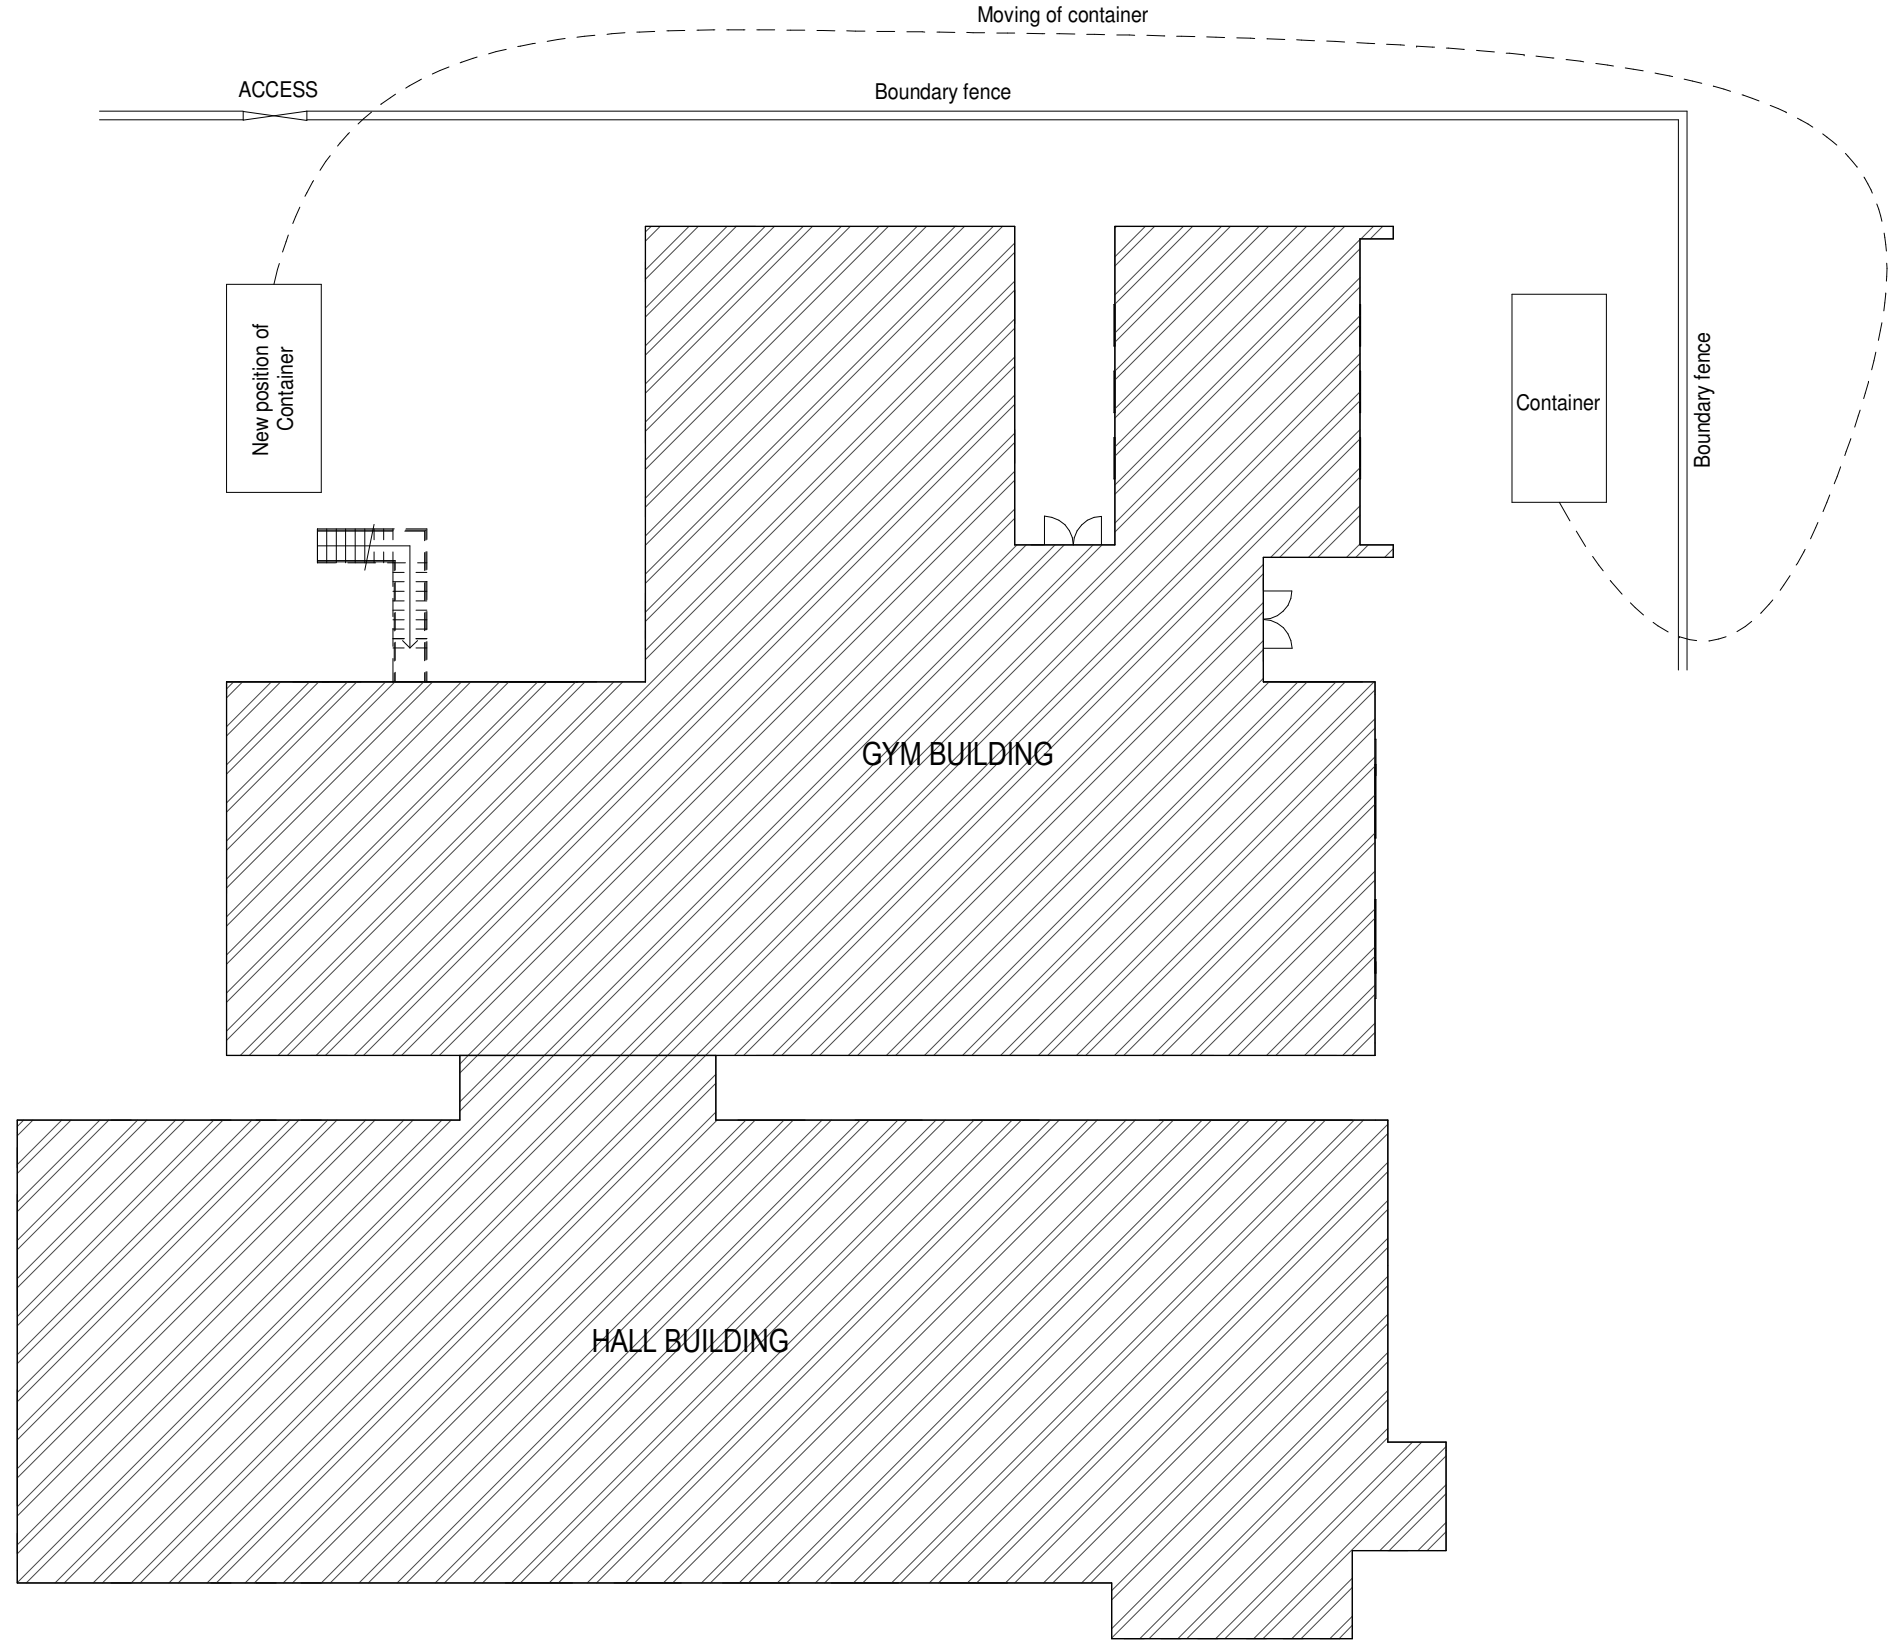 Moving of container
ACCESS
Boundary fence
New position of
Container
Container
Boundary fence
GYM BUILDING
HALL BUILDING